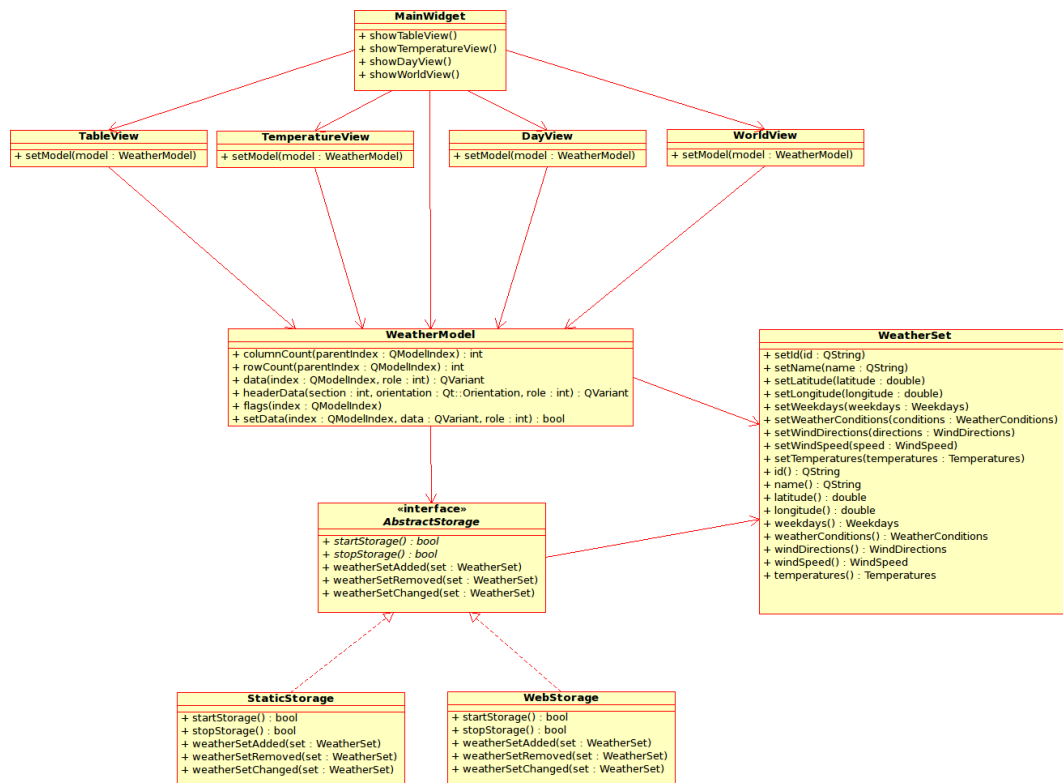 MainWidget
+ showTableView()
+ showTemperatureView()
+ showDayView()
+ showWorldView()
TableView
+ setModel(model : WeatherModel)
TemperatureView
+ setModel(model : WeatherModel)
DayView
+ setModel(model : WeatherModel)
WorldView
+ setModel(model : WeatherModel)
WeatherModel
+ columnCount(parentIndex : QModelIndex) : int
+ rowCount(parentIndex : QModelIndex) : int
+ data(index : QModelIndex, role : int) : QVariant
+ headerData(section : int, orientation : Qt::Orientation, role : int) : QVariant
+ flags(index : QModelIndex)
+ setData(index : QModelIndex, data : QVariant, role : int) : bool
WeatherSet
+ setId(id : QString)
+ setName(name : QString)
+ setLatitude(latitude : double)
+ setLongitude(longitude : double)
+ setWeekdays(weekdays : Weekdays)
+ setWeatherConditions(conditions : WeatherConditions)
+ setWindDirections(directions : WindDirections)
+ setWindSpeed(speed : WindSpeed)
+ setTemperatures(temperatures : Temperatures)
+ id() : QString
+ name() : QString
+ latitude() : double
+ longitude() : double
+ weekdays() : Weekdays
+ weatherConditions() : WeatherConditions
+ windDirections() : WindDirections
+ windSpeed() : WindSpeed
+ temperatures() : Temperatures
«interface»
AbstractStorage
+ startStorage() : bool
+ stopStorage() : bool
+ weatherSetAdded(set : WeatherSet)
+ weatherSetRemoved(set : WeatherSet)
+ weatherSetChanged(set : WeatherSet)
StaticStorage
+ startStorage() : bool
+ stopStorage() : bool
+ weatherSetAdded(set : WeatherSet)
+ weatherSetRemoved(set : WeatherSet)
+ weatherSetChanged(set : WeatherSet)
WebStorage
+ startStorage() : bool
+ stopStorage() : bool
+ weatherSetAdded(set : WeatherSet)
+ weatherSetRemoved(set : WeatherSet)
+ weatherSetChanged(set : WeatherSet)